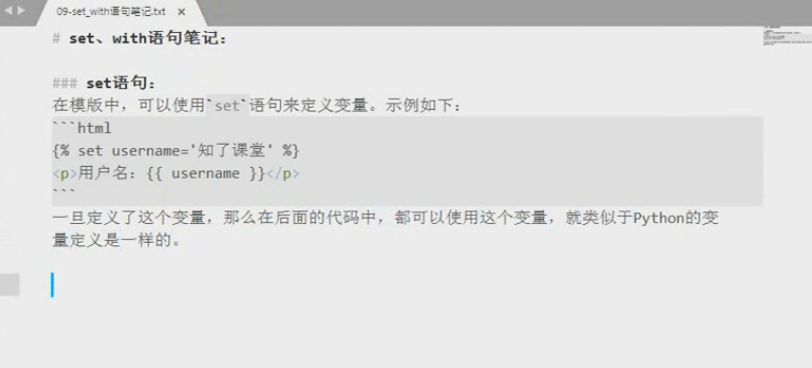 09-set_with语句笔记.txt ×
# set、with语句笔记：
### set语句：
在模版中，可以使用`set`语句来定义变量。示例如下：
```html
{% set username='知了课堂' %}
<p>用户名：{{ username }}</p>
```
一旦定义了这个变量，那么在后面的代码中，都可以使用这个变量，就类似于Python的变
量定义是一样的。